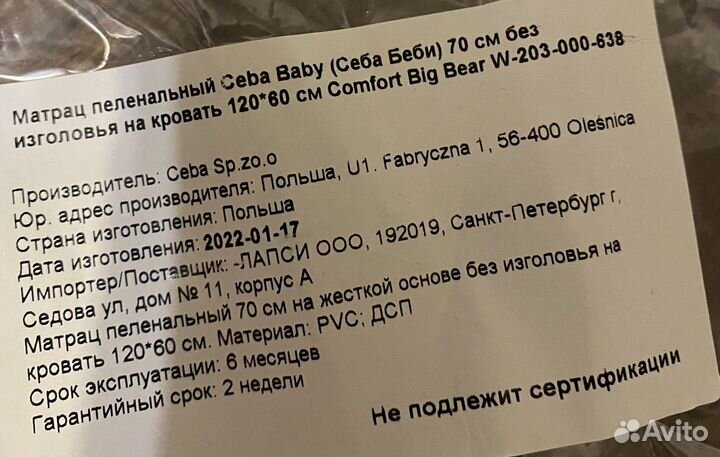 Матрац пеленальный Ceba Baby (Себа Беби) 70 см без
изголовья на кровать 120*60 см Comfort Big Bear W-203-000-638
Производитель: Ceba Sp.zo.o
Юр. адрес производителя: Польша, U1. Fabryczna 1, 56-400 Oleśnica
Страна изготовления: Польша
Дата изготовления: 2022-01-17
Импортер/Поставщик: -ЛАПСИ ООО, 192019, Санкт-Петербург г,
Седова ул, дом № 11, корпус А
Матрац пеленальный 70 см на жесткой основе без изголовья на
кровать 120*60 см. Материал: PVC; ДСП
Срок эксплуатации: 6 месяцев
Гарантийный срок: 2 недели
Не подлежит сертификации
Avito